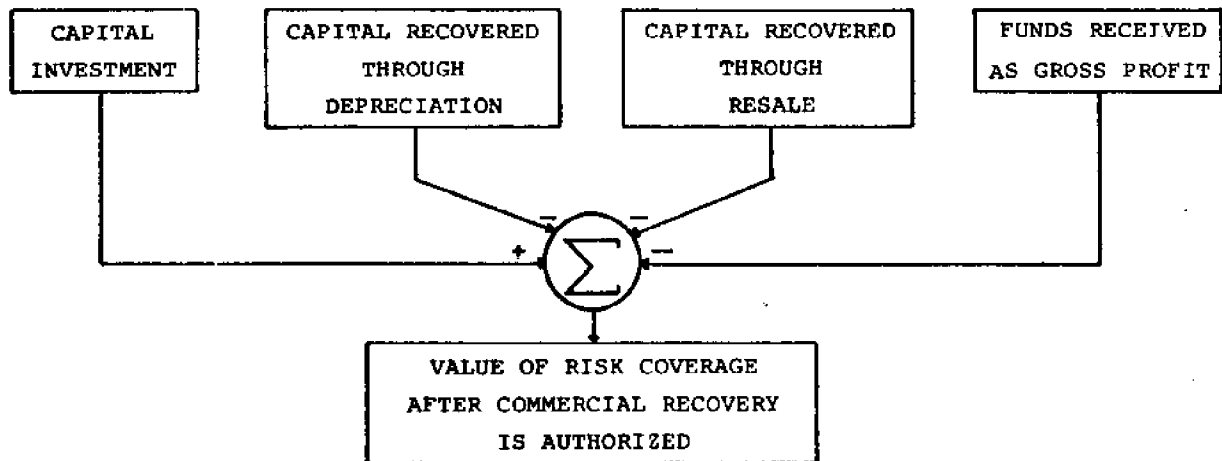 CAPITAL
INVESTMENT
CAPITAL RECOVERED
THROUGH
DEPRECIATION
CAPITAL RECOVERED
THROUGH
RESALE
FUNDS RECEIVED
AS GROSS PROFIT
− −
+ −
Σ
VALUE OF RISK COVERAGE
AFTER COMMERCIAL RECOVERY
IS AUTHORIZED